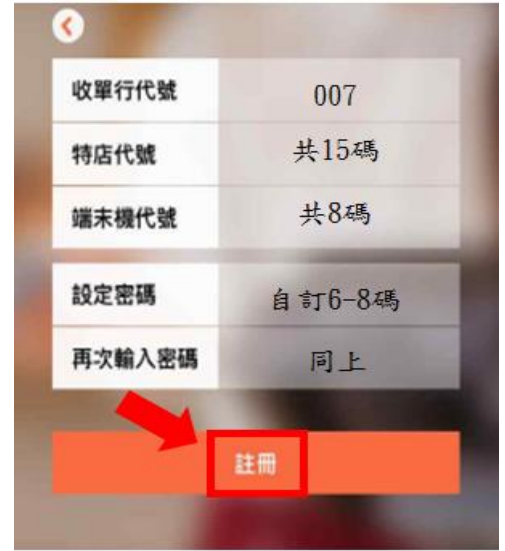 收單行代號 007
特店代號 共15碼
端末機代號 共8碼
設定密碼 自訂6-8碼
再次輸入密碼 同上
註冊